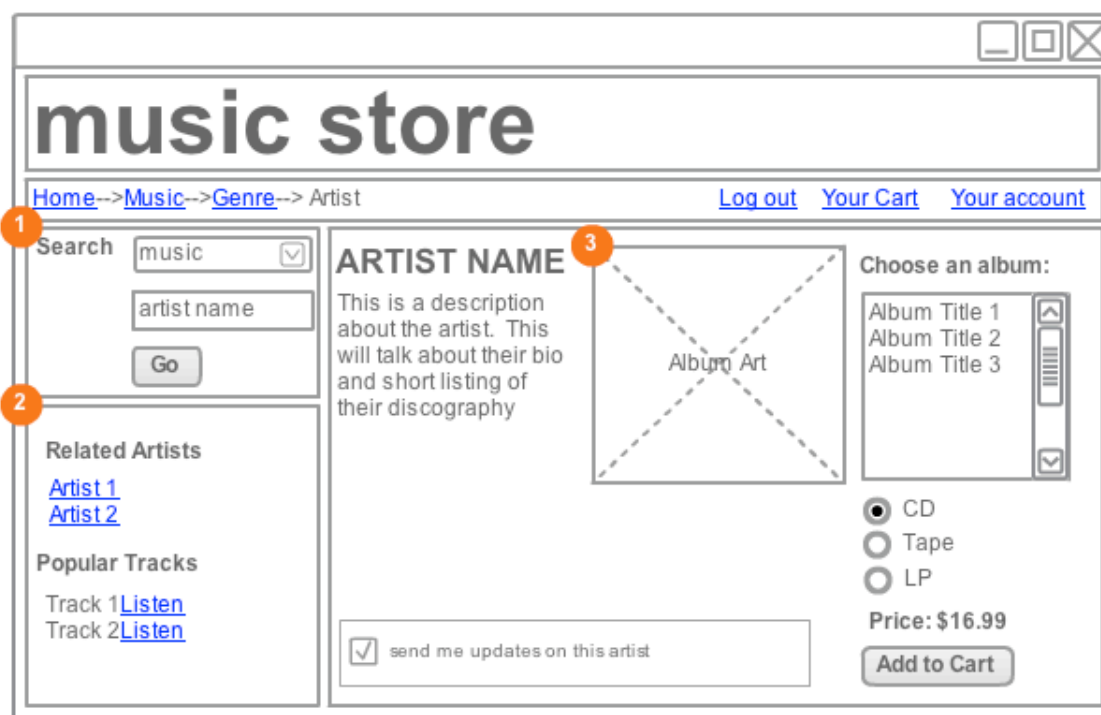 music store
Home-->Music-->Genre--> Artist
Log out Your Cart Your account
1
Search
music
artist name
Go
2
Related Artists
Artist 1
Artist 2
Popular Tracks
Track 1Listen
Track 2Listen
ARTIST NAME
This is a description
about the artist. This
will talk about their bio
and short listing of
their discography
3
Album Art
send me updates on this artist
Choose an album:
Album Title 1
Album Title 2
Album Title 3
CD
Tape
LP
Price: $16.99
Add to Cart